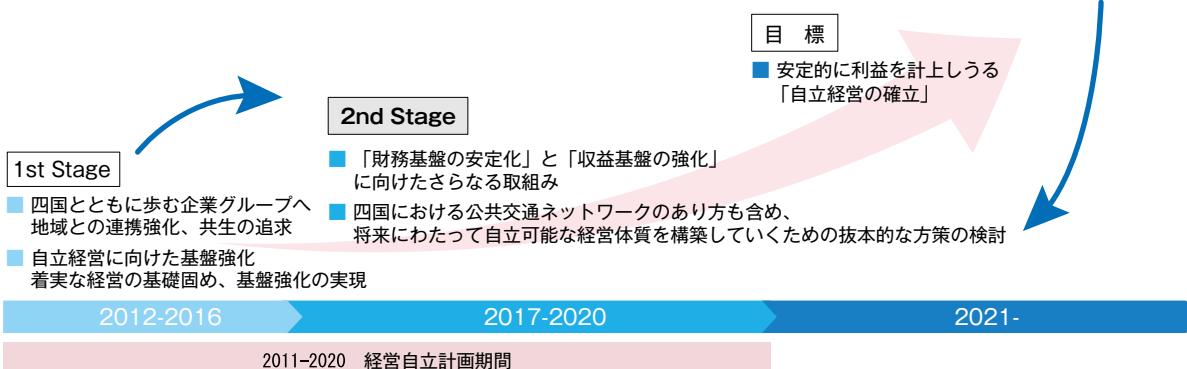 目　標
■ 安定的に利益を計上しうる
「自立経営の確立」
2nd Stage
■ 「財務基盤の安定化」と「収益基盤の強化」
に向けたさらなる取組み
■ 四国における公共交通ネットワークのあり方も含め、
将来にわたって自立可能な経営体質を構築していくための抜本的な方策の検討
1st Stage
■ 四国とともに歩む企業グループへ
地域との連携強化、共生の追求
■ 自立経営に向けた基盤強化
着実な経営の基礎固め、基盤強化の実現
2012-2016
2017-2020
2021-
2011-2020　経営自立計画期間